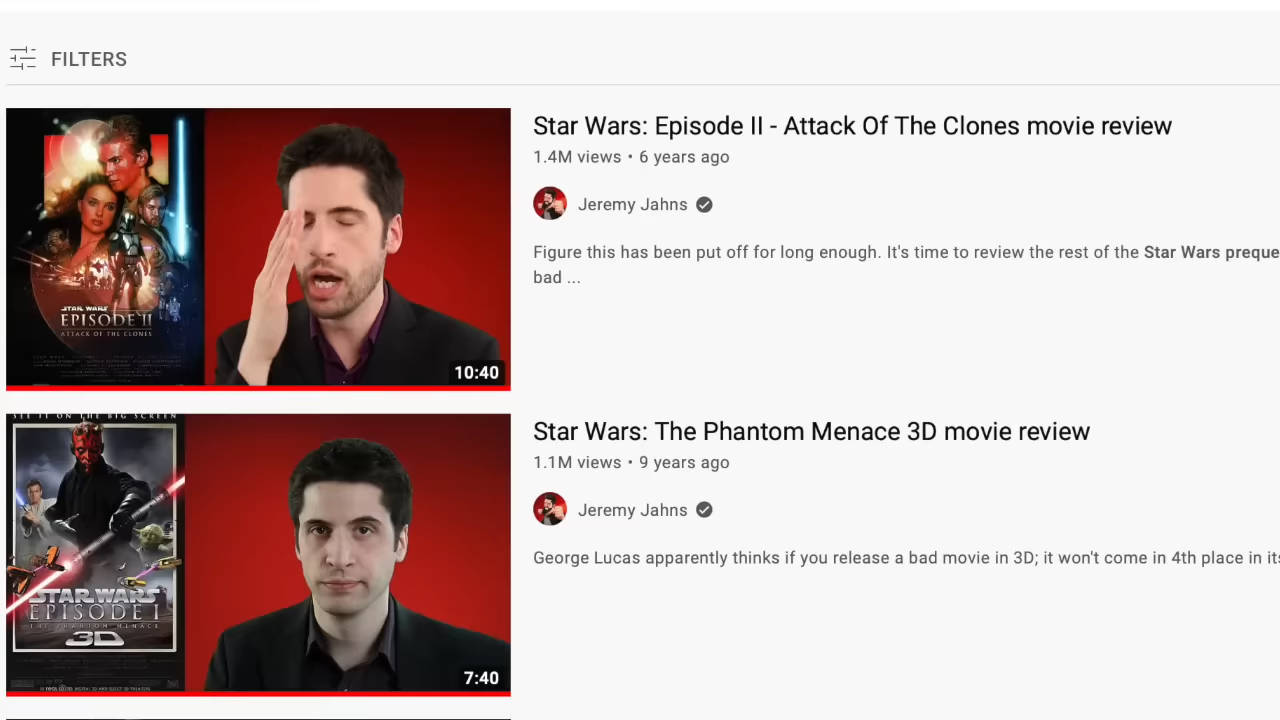 FILTERS
STAR WARS
EPISODE II
ATTACK OF THE CLONES
10:40
Star Wars: Episode II - Attack Of The Clones movie review
1.4M views • 6 years ago
Jeremy Jahns
Figure this has been put off for long enough. It's time to review the rest of the Star Wars preque
bad ...
SEE IT ON THE BIG SCREEN
STAR WARS
EPISODE I
THE PHANTOM MENACE
3D
7:40
Star Wars: The Phantom Menace 3D movie review
1.1M views • 9 years ago
Jeremy Jahns
George Lucas apparently thinks if you release a bad movie in 3D; it won't come in 4th place in its